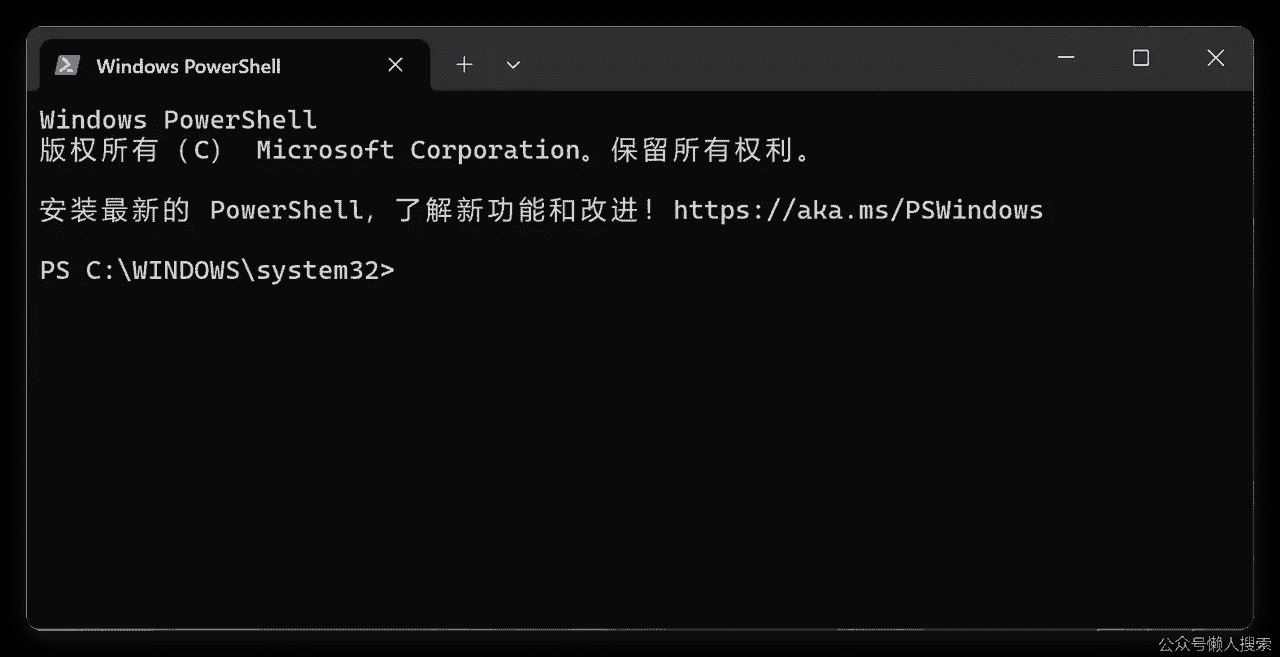 Windows PowerShell
Windows PowerShell
版权所有 (C) Microsoft Corporation。保留所有权利。
安装最新的 PowerShell，了解新功能和改进！https://aka.ms/PSWindows
PS C:\WINDOWS\system32>
公众号懒人搜索